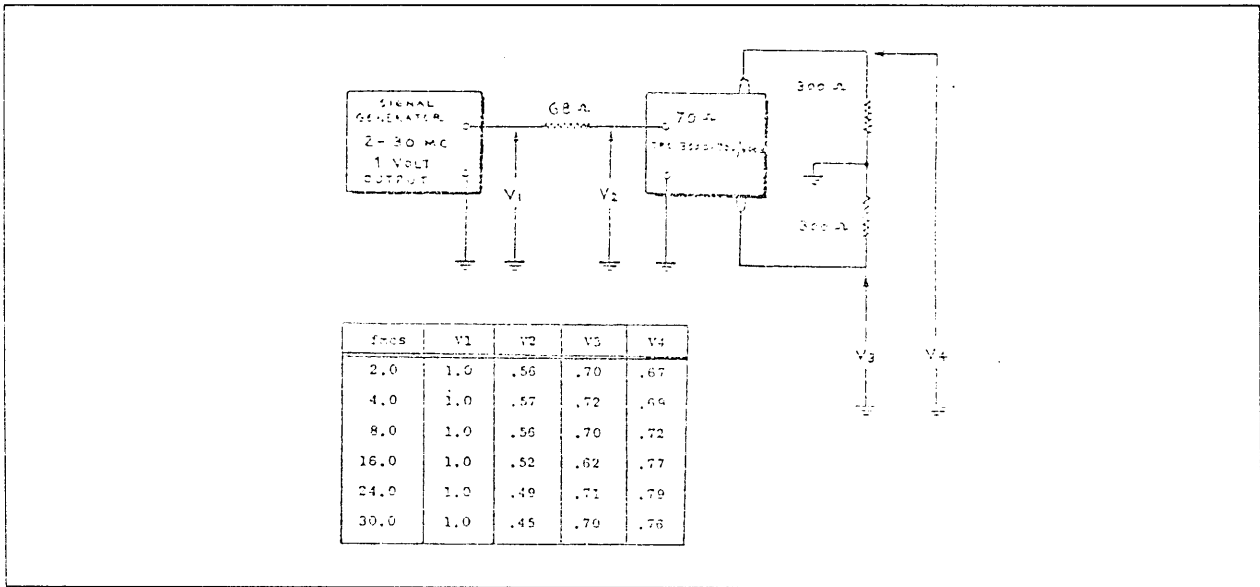 SIGNAL
GENERATOR
2-30 MC
1 VOLT
OUTPUT
68 Ω
V1
V2
70 Ω
300 Ω
300 Ω
V3
V4
fmcs V1 V2 V3 V4
2.0 1.0 .56 .70 .67
4.0 1.0 .57 .72 .69
8.0 1.0 .56 .70 .72
16.0 1.0 .52 .62 .77
24.0 1.0 .49 .71 .79
30.0 1.0 .45 .70 .76